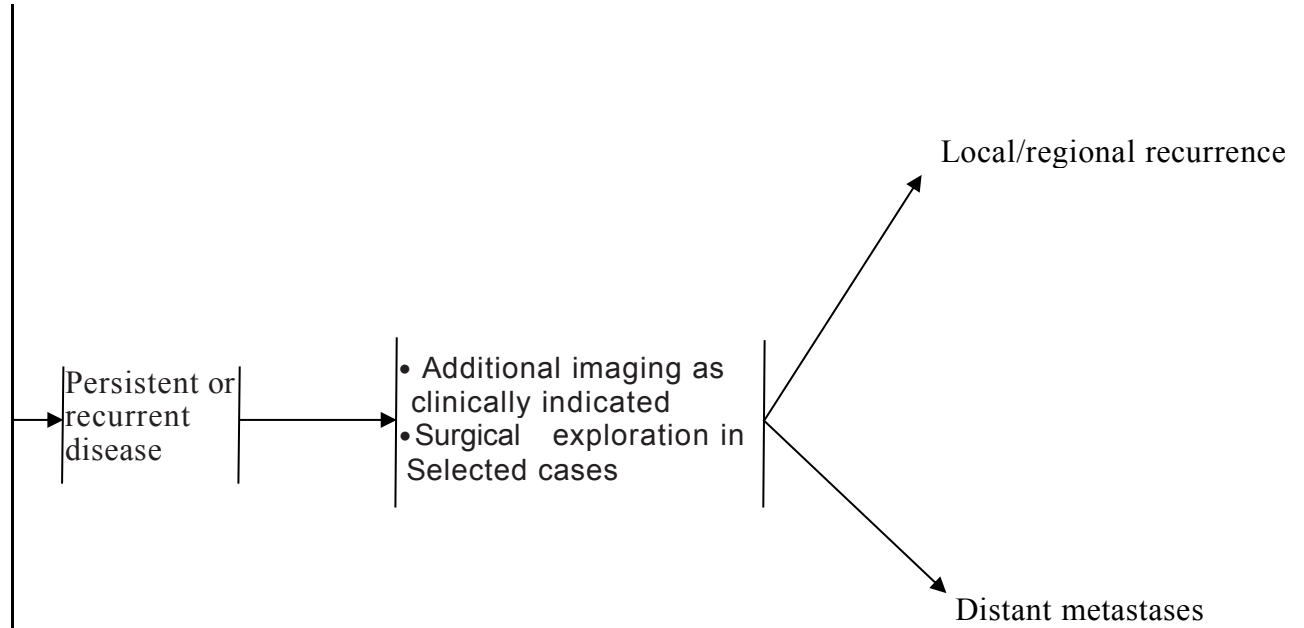 Local/regional recurrence
Persistent or
recurrent
disease
• Additional imaging as
clinically indicated
•Surgical exploration in
Selected cases
Distant metastases